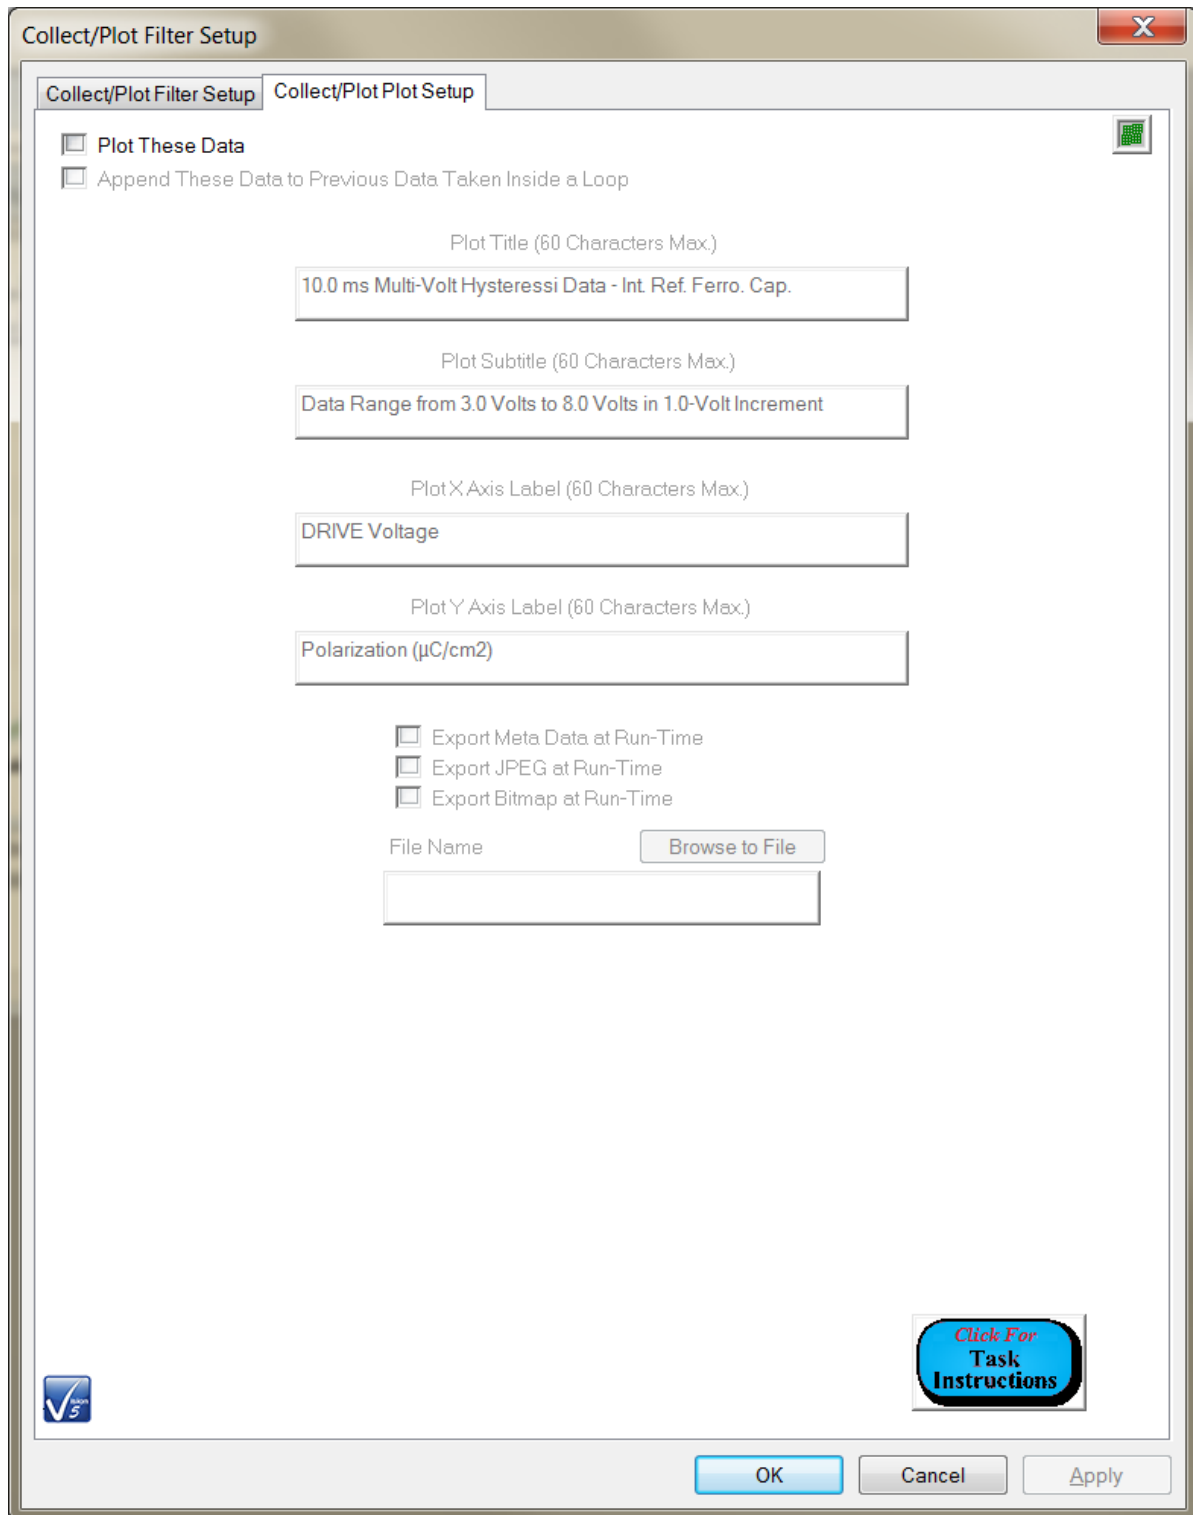 Collect/Plot Filter Setup
X
Collect/Plot Filter Setup
Collect/Plot Plot Setup
Plot These Data
Append These Data to Previous Data Taken Inside a Loop
Plot Title (60 Characters Max.)
10.0 ms Multi-Volt Hysteressi Data - Int. Ref. Ferro. Cap.
Plot Subtitle (60 Characters Max.)
Data Range from 3.0 Volts to 8.0 Volts in 1.0-Volt Increment
Plot X Axis Label (60 Characters Max.)
DRIVE Voltage
Plot Y Axis Label (60 Characters Max.)
Polarization (µC/cm2)
Export Meta Data at Run-Time
Export JPEG at Run-Time
Export Bitmap at Run-Time
File Name
Browse to File
Click For
Task
Instructions
Vision
5
OK
Cancel
Apply